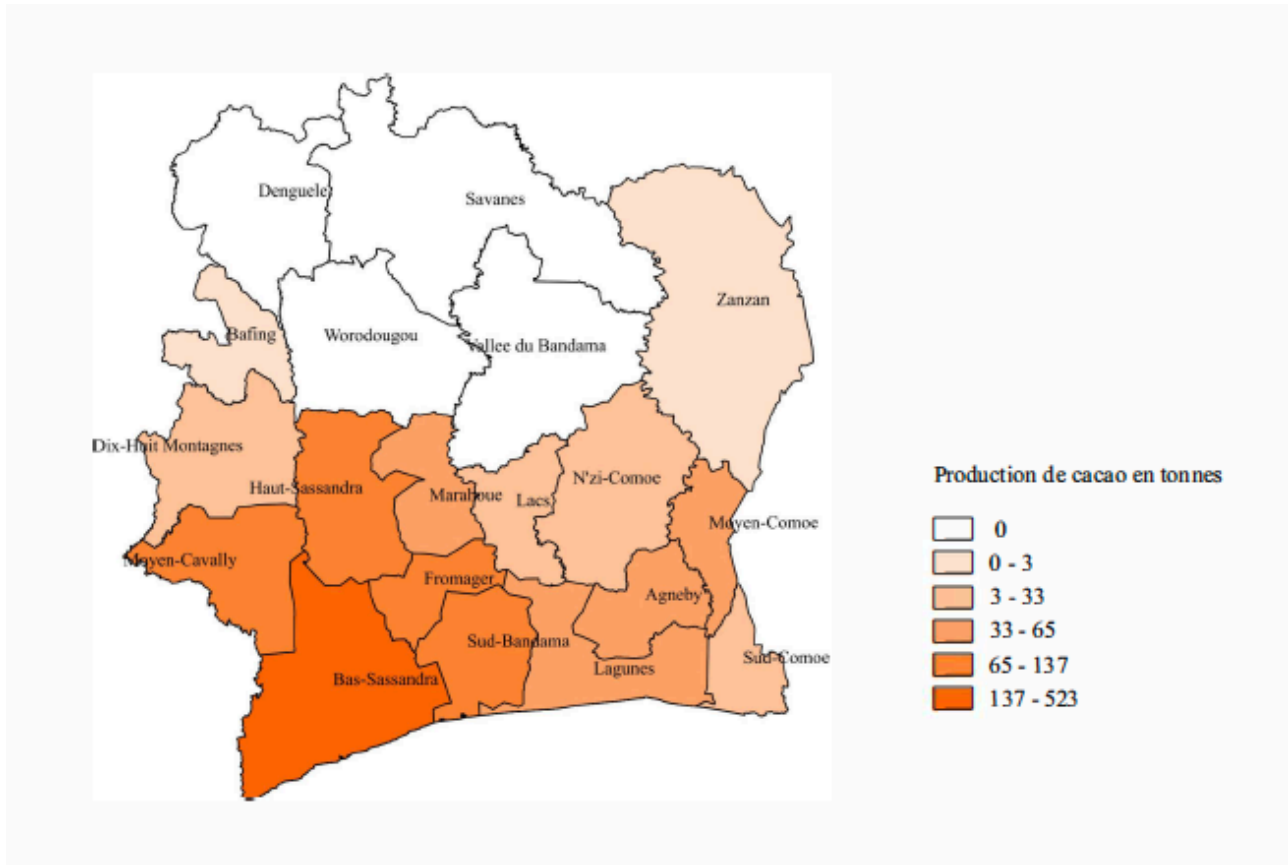 Denguele
Savanes
Zanzan
Bafing
Worodougou
Vallee du Bandama
Dix-Huit Montagnes
Haut-Sassandra
Marahoue
Lacs
N'zi-Comoe
Moyen-Comoe
Moyen-Cavally
Fromager
Agneby
Sud-Bandama
Lagunes
Sud-Comoe
Bas-Sassandra
Production de cacao en tonnes
0
0 - 3
3 - 33
33 - 65
65 - 137
137 - 523